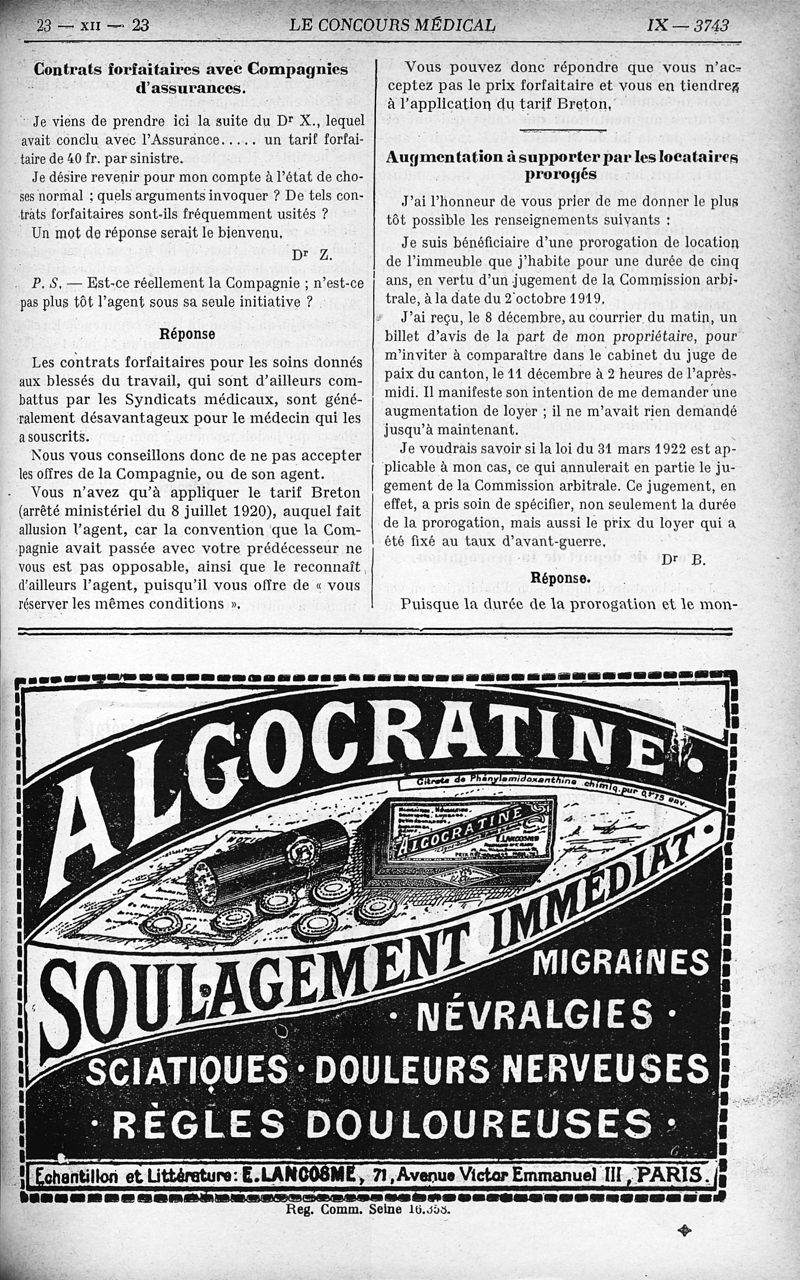 23 — XII — 23
LE CONCOURS MÉDICAL
IX — 3743
Contrats forfaitaires avec Compagnies
d'assurances.
Je viens de prendre ici la suite du Dr X., lequel
avait conclu avec l'Assurance..... un tarif forfai-
taire de 40 fr. par sinistre.
Je désire revenir pour mon compte à l'état de cho-
ses normal ; quels arguments invoquer ? De tels con-
trats forfaitaires sont-ils fréquemment usités ?
Un mot de réponse serait le bienvenu.
Dr Z.
P. S. — Est-ce réellement la Compagnie ; n'est-ce
pas plus tôt l'agent sous sa seule initiative ?
Réponse
Les contrats forfaitaires pour les soins donnés
aux blessés du travail, qui sont d'ailleurs com-
battus par les Syndicats médicaux, sont géné-
ralement désavantageux pour le médecin qui les
a souscrits.
Nous vous conseillons donc de ne pas accepter
les offres de la Compagnie, ou de son agent.
Vous n'avez qu'à appliquer le tarif Breton
(arrêté ministériel du 8 juillet 1920), auquel fait
allusion l'agent, car la convention que la Com-
pagnie avait passée avec votre prédécesseur ne
vous est pas opposable, ainsi que le reconnaît
d'ailleurs l'agent, puisqu'il vous offre de « vous
réserver les mêmes conditions ».
Vous pouvez donc répondre que vous n'ac-
ceptez pas le prix forfaitaire et vous en tiendrez
à l'application du tarif Breton,
Augmentation à supporter par les locataires
prorogés
J'ai l'honneur de vous prier de me donner le plus
tôt possible les renseignements suivants :
Je suis bénéficiaire d'une prorogation de location
de l'immeuble que j'habite pour une durée de cinq
ans, en vertu d'un jugement de la Commission arbi-
trale, à la date du 2 octobre 1919.
J'ai reçu, le 8 décembre, au courrier du matin, un
billet d'avis de la part de mon propriétaire, pour
m'inviter à comparaître dans le cabinet du juge de
paix du canton, le 11 décembre à 2 heures de l'après-
midi. Il manifeste son intention de me demander une
augmentation de loyer ; il ne m'avait rien demandé
jusqu'à maintenant.
Je voudrais savoir si la loi du 31 mars 1922 est ap-
plicable à mon cas, ce qui annulerait en partie le ju-
gement de la Commission arbitrale. Ce jugement, en
effet, a pris soin de spécifier, non seulement la durée
de la prorogation, mais aussi le prix du loyer qui a
été fixé au taux d'avant-guerre.
Dr B.
Réponse.
Puisque la durée de la prorogation et le mon-
ALGOCRATINE
Citrate de Phénylamidoxanthine chimiq. pur 0gr75 env.
ALGOCRATINE
LANCOSME
SOULAGEMENT IMMÉDIAT
MIGRAINES
NÉVRALGIES
SCIATIQUES · DOULEURS NERVEUSES
RÈGLES DOULOUREUSES
Echantillon et Littérature : E. LANCOSME, 71, Avenue Victor Emmanuel III, PARIS.
Reg. Comm. Seine 16.358.